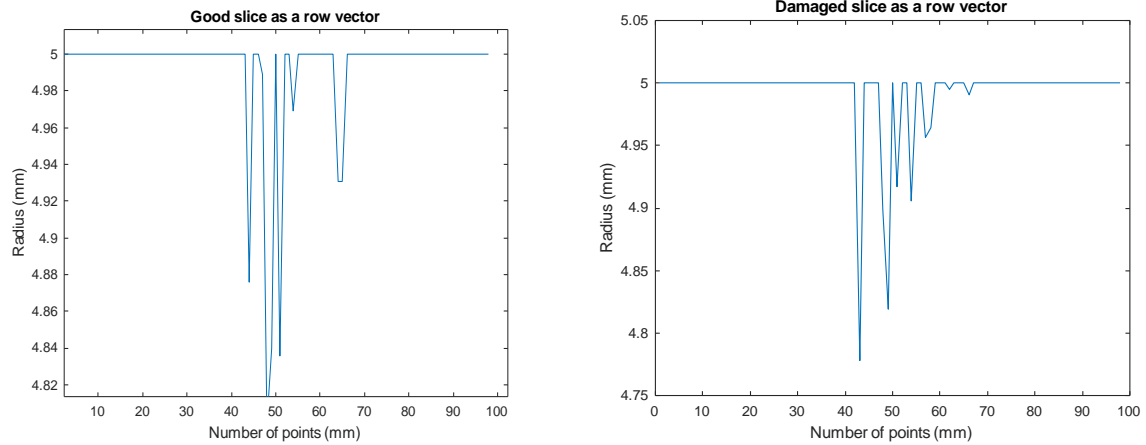 Good slice as a row vector
5
4.98
4.96
4.94
4.92
4.9
4.88
4.86
4.84
4.82
Radius (mm)
10 20 30 40 50 60 70 80 90 100
Number of points (mm)
Damaged slice as a row vector
5.05
5
4.95
4.9
4.85
4.8
4.75
Radius (mm)
0 10 20 30 40 50 60 70 80 90 100
Number of points (mm)